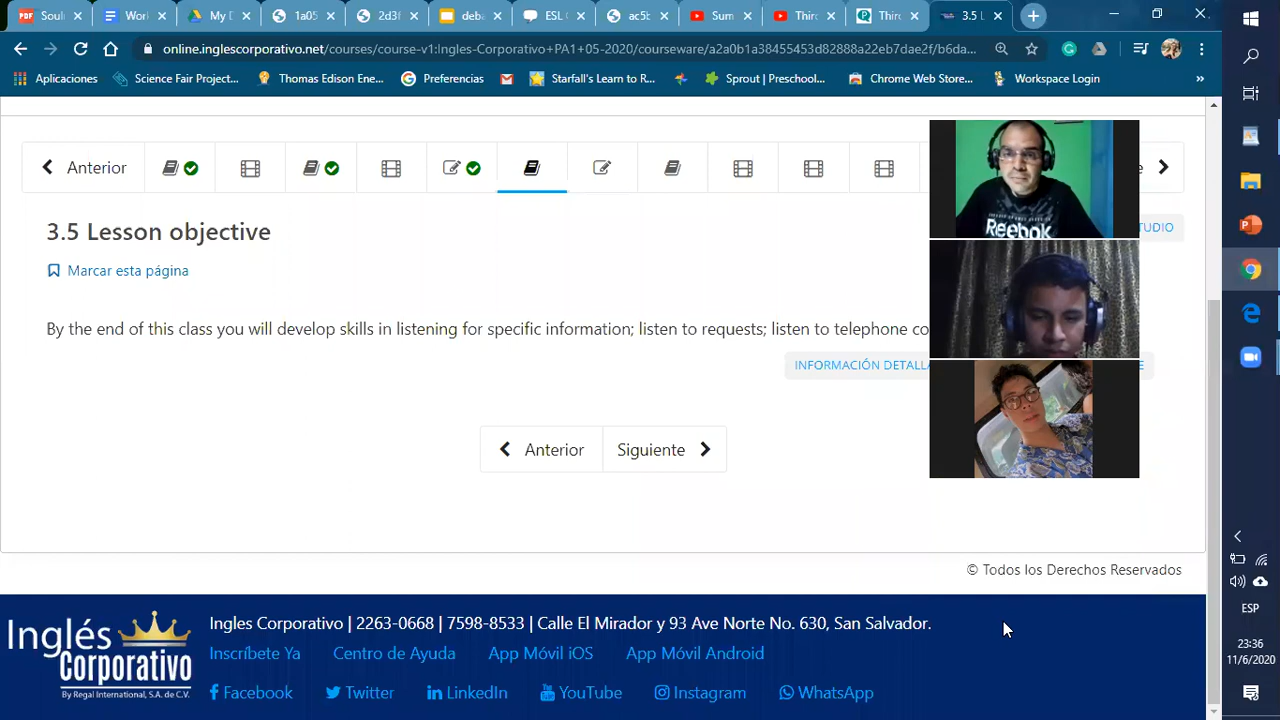 Soul
Worl
My D
1a05
2d3f
deba
ESL C
ac5b
Sum
Thirc
Thiru
3.5 L
online.inglescorporativo.net/courses/course-v1:Ingles-Corporativo+PA1+05-2020/courseware/a2a0b1a38455453d82888a22eb7dae2f/b6da...
Aplicaciones
Science Fair Project...
Thomas Edison Ene...
Preferencias
Starfall's Learn to R...
Sprout | Preschool...
Chrome Web Store...
Workspace Login
»
Anterior
e
3.5 Lesson objective
TUDIO
Marcar esta página
Reebok
By the end of this class you will develop skills in listening for specific information; listen to requests; listen to telephone co
INFORMACIÓN DETALLA
E
Anterior
Siguiente
© Todos los Derechos Reservados
Inglés Corporativo
By Regal International, S.A. de C.V.
Ingles Corporativo | 2263-0668 | 7598-8533 | Calle El Mirador y 93 Ave Norte No. 630, San Salvador.
Inscríbete Ya
Centro de Ayuda
App Móvil iOS
App Móvil Android
Facebook
Twitter
LinkedIn
YouTube
Instagram
WhatsApp
ESP
23:36
11/6/2020